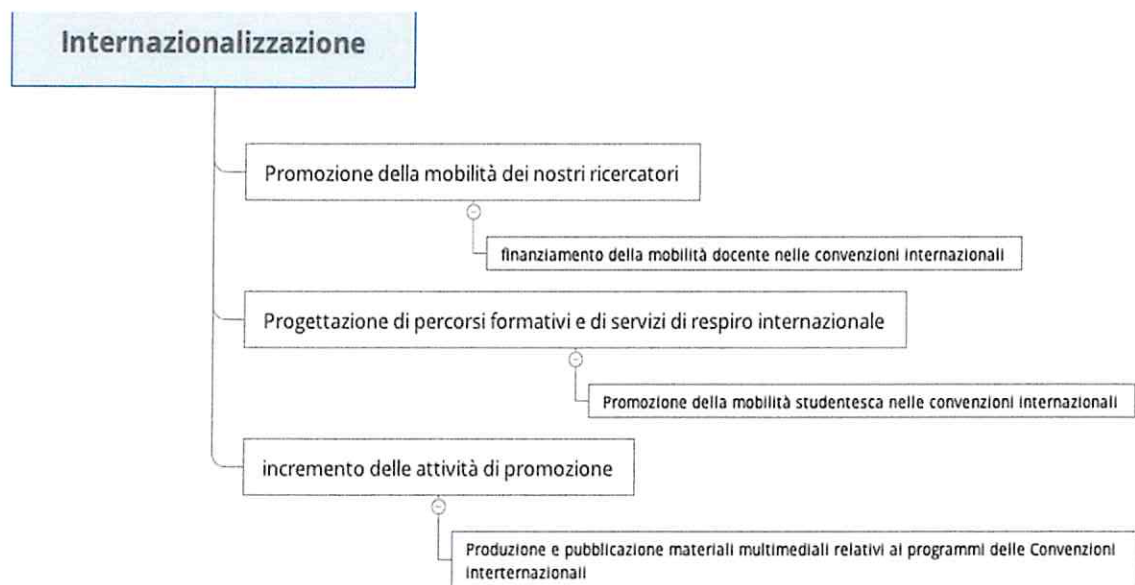 Internazionalizzazione
Promozione della mobilità dei nostri ricercatori
finanziamento della mobilità docente nelle convenzioni internazionali
Progettazione di percorsi formativi e di servizi di respiro internazionale
Promozione della mobilità studentesca nelle convenzioni internazionali
incremento delle attività di promozione
Produzione e pubblicazione materiali multimediali relativi ai programmi delle Convenzioni
interternazionali